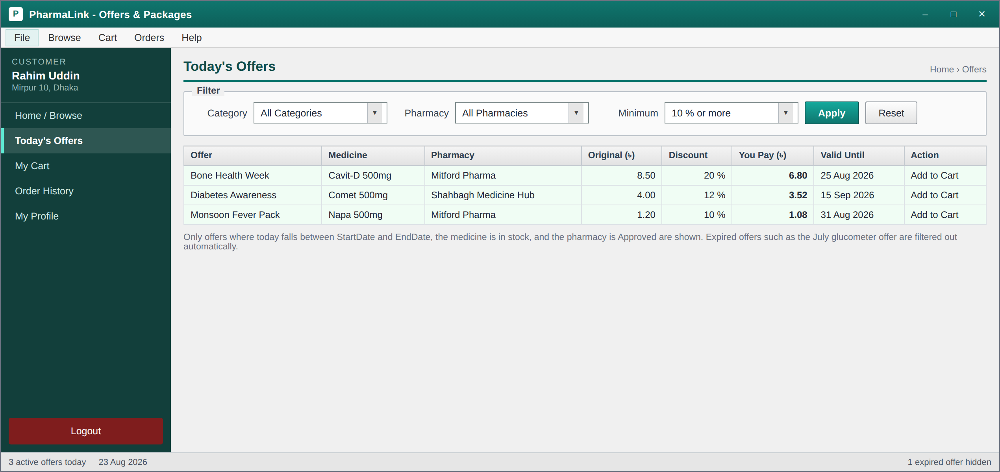 P PharmaLink - Offers & Packages – □ ✕
File Browse Cart Orders Help
CUSTOMER
Rahim Uddin
Mirpur 10, Dhaka
Home / Browse
Today's Offers
My Cart
Order History
My Profile
Logout
Today's Offers Home › Offers
Filter
Category All Categories ▼ Pharmacy All Pharmacies ▼ Minimum 10 % or more ▼ Apply Reset
Offer Medicine Pharmacy Original (৳) Discount You Pay (৳) Valid Until Action
Bone Health Week Cavit-D 500mg Mitford Pharma 8.50 20 % 6.80 25 Aug 2026 Add to Cart
Diabetes Awareness Comet 500mg Shahbagh Medicine Hub 4.00 12 % 3.52 15 Sep 2026 Add to Cart
Monsoon Fever Pack Napa 500mg Mitford Pharma 1.20 10 % 1.08 31 Aug 2026 Add to Cart
Only offers where today falls between StartDate and EndDate, the medicine is in stock, and the pharmacy is Approved are shown. Expired offers such as the July glucometer offer are filtered out
automatically.
3 active offers today 23 Aug 2026 1 expired offer hidden